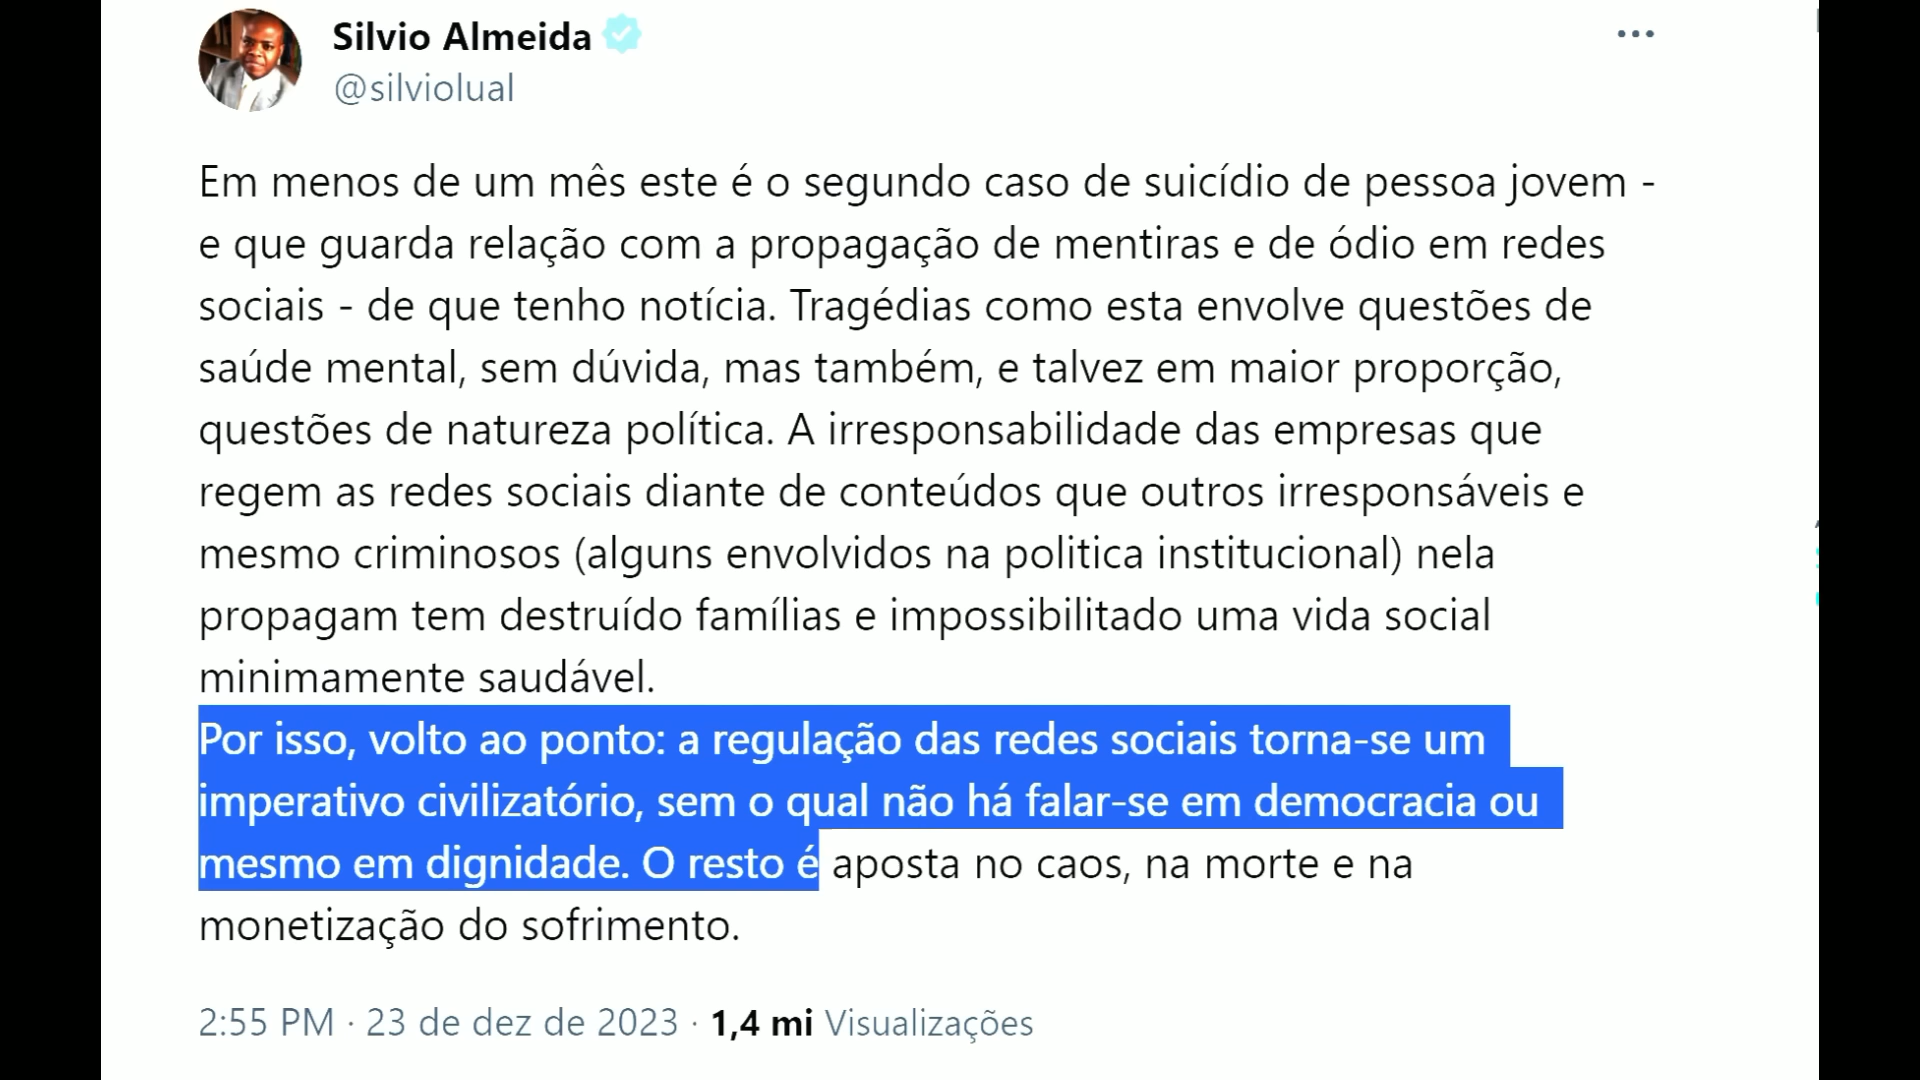 Silvio Almeida
@silviolual
Em menos de um mês este é o segundo caso de suicídio de pessoa jovem -
e que guarda relação com a propagação de mentiras e de ódio em redes
sociais - de que tenho notícia. Tragédias como esta envolve questões de
saúde mental, sem dúvida, mas também, e talvez em maior proporção,
questões de natureza política. A irresponsabilidade das empresas que
regem as redes sociais diante de conteúdos que outros irresponsáveis e
mesmo criminosos (alguns envolvidos na politica institucional) nela
propagam tem destruído famílias e impossibilitado uma vida social
minimamente saudável.
Por isso, volto ao ponto: a regulação das redes sociais torna-se um
imperativo civilizatório, sem o qual não há falar-se em democracia ou
mesmo em dignidade. O resto é aposta no caos, na morte e na
monetização do sofrimento.
2:55 PM · 23 de dez de 2023 · 1,4 mi Visualizações